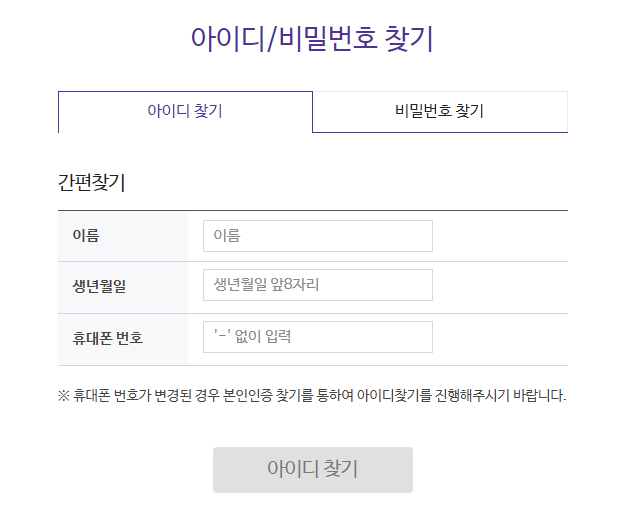 아이디/비밀번호 찾기
아이디 찾기
비밀번호 찾기
간편찾기
이름
이름
생년월일
생년월일 앞8자리
휴대폰 번호
'-' 없이 입력
※ 휴대폰 번호가 변경된 경우 본인인증 찾기를 통하여 아이디찾기를 진행해주시기 바랍니다.
아이디 찾기